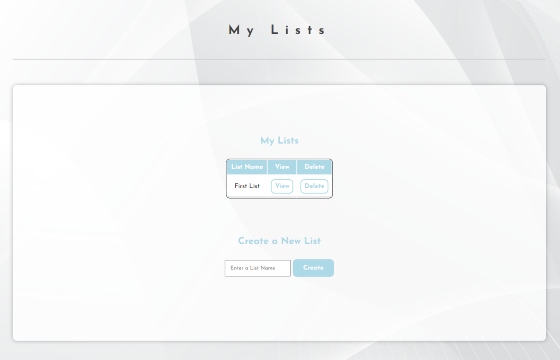 My Lists
My Lists
List Name View Delete
First List View Delete
Create a New List
Enter a List Name Create